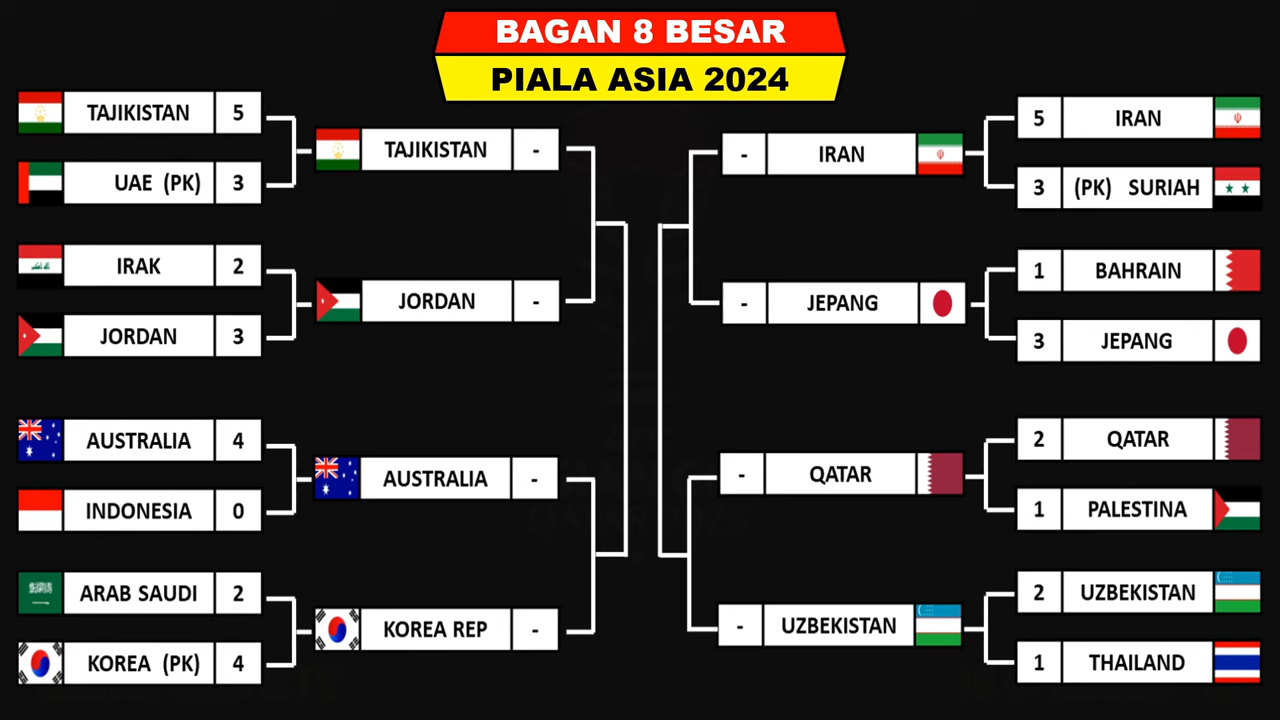 BAGAN 8 BESAR
PIALA ASIA 2024
TAJIKISTAN 5
UAE (PK) 3
IRAK 2
JORDAN 3
AUSTRALIA 4
INDONESIA 0
ARAB SAUDI 2
KOREA (PK) 4
TAJIKISTAN -
JORDAN -
AUSTRALIA -
KOREA REP -
- IRAN
- JEPANG
- QATAR
- UZBEKISTAN
5 IRAN
3 (PK) SURIAH
1 BAHRAIN
3 JEPANG
2 QATAR
1 PALESTINA
2 UZBEKISTAN
1 THAILAND